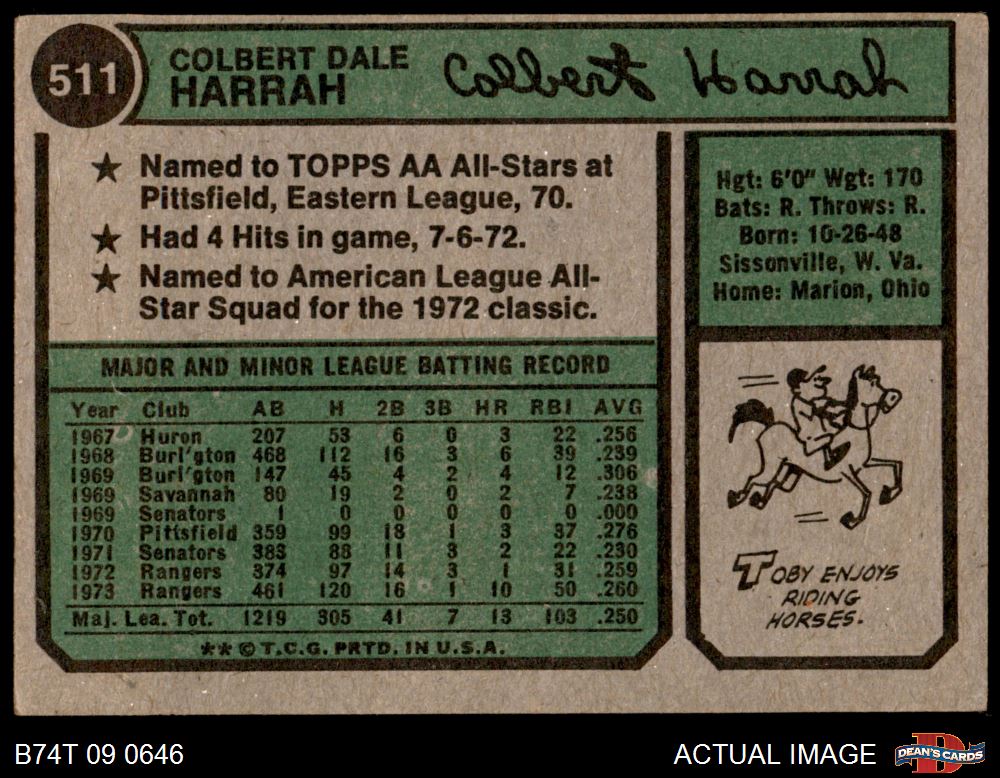 511
COLBERT DALE
HARRAH
Colbert Harrah
★ Named to TOPPS AA All-Stars at
Pittsfield, Eastern League, 70.
★ Had 4 Hits in game, 7-6-72.
★ Named to American League All-
Star Squad for the 1972 classic.
MAJOR AND MINOR LEAGUE BATTING RECORD
Year Club AB H 2B 3B HR RBI AVG
1967 Huron 207 53 6 0 3 22 .256
1968 Burl'gton 468 112 16 3 6 39 .239
1969 Burl'gton 147 45 4 2 4 12 .306
1969 Savannah 80 19 2 0 2 7 .238
1969 Senators 1 0 0 0 0 0 .000
1970 Pittsfield 359 99 18 1 3 37 .276
1971 Senators 383 88 11 3 2 22 .230
1972 Rangers 374 97 14 3 1 31 .259
1973 Rangers 461 120 16 1 10 50 .260
Maj. Lea. Tot. 1219 305 41 7 13 103 .250
** © T.C.G. PRTD. IN U.S.A.
Hgt: 6'0" Wgt: 170
Bats: R. Throws: R.
Born: 10-26-48
Sissonville, W. Va.
Home: Marion, Ohio
TOBY ENJOYS
RIDING
HORSES.
B74T 09 0646
ACTUAL IMAGE
DEAN'S CARDS